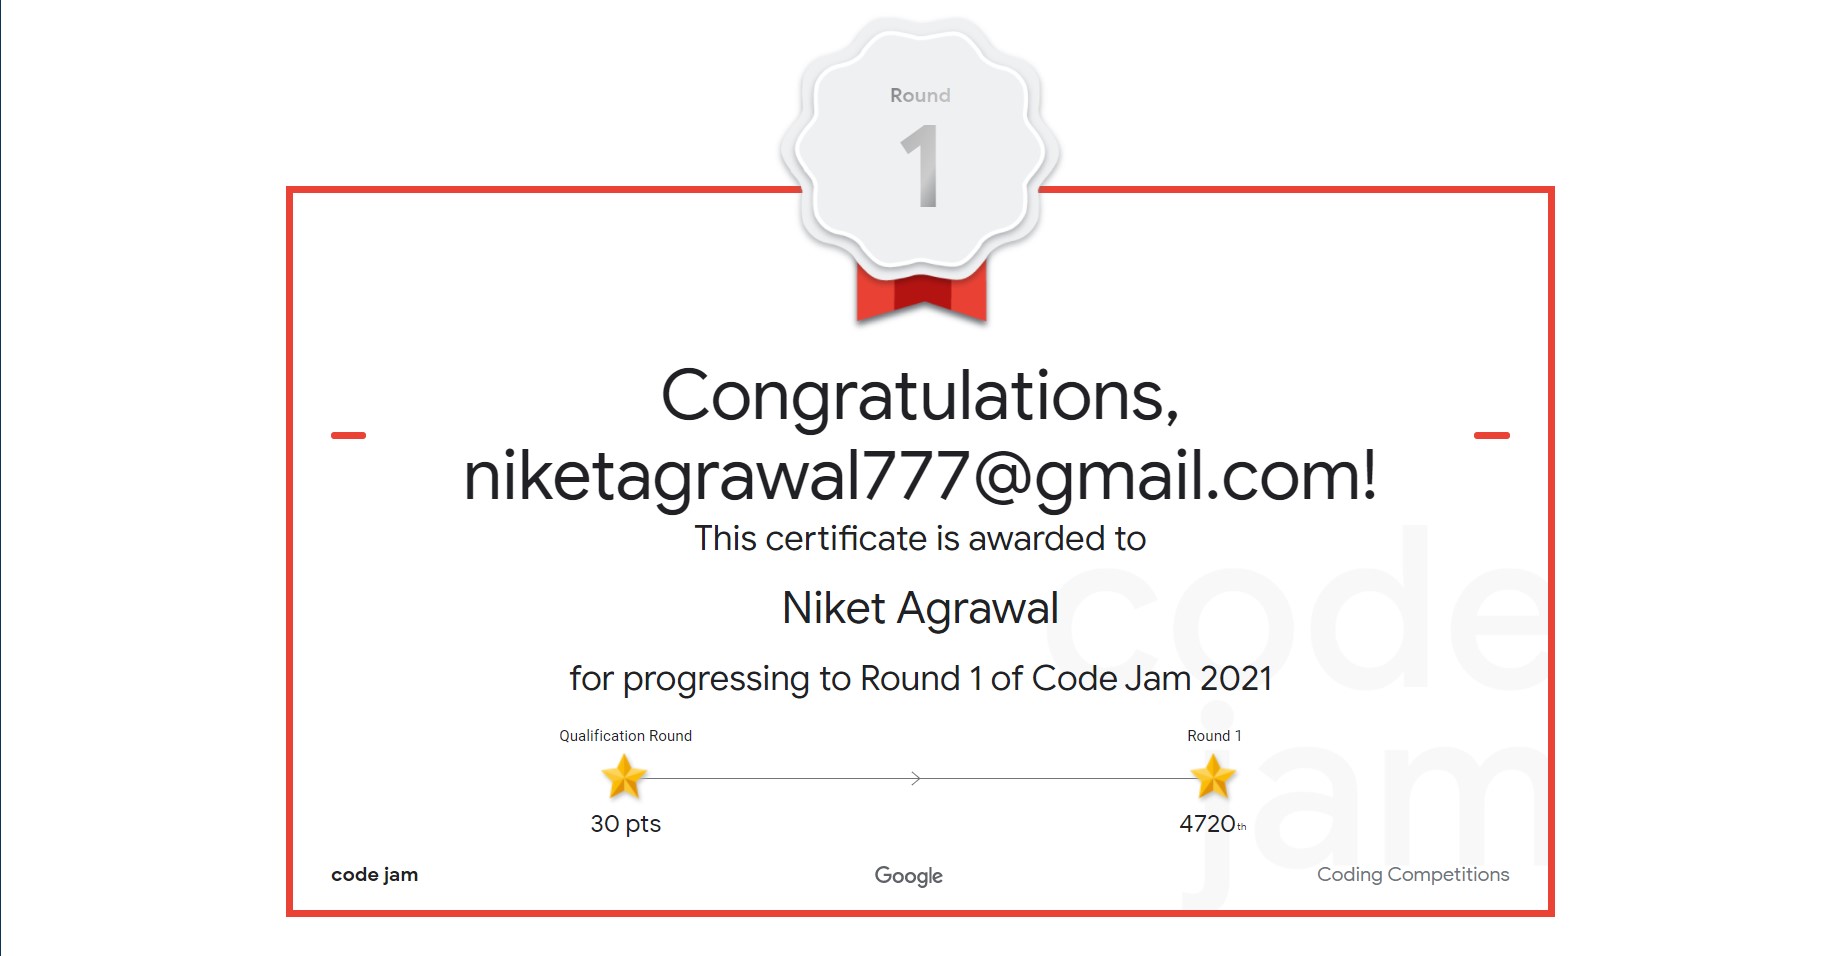 Round
1
Congratulations,
niketagrawal777@gmail.com!
This certificate is awarded to
Niket Agrawal
for progressing to Round 1 of Code Jam 2021
Qualification Round
Round 1
30 pts
4720th
code jam
Google
Coding Competitions
code
jam